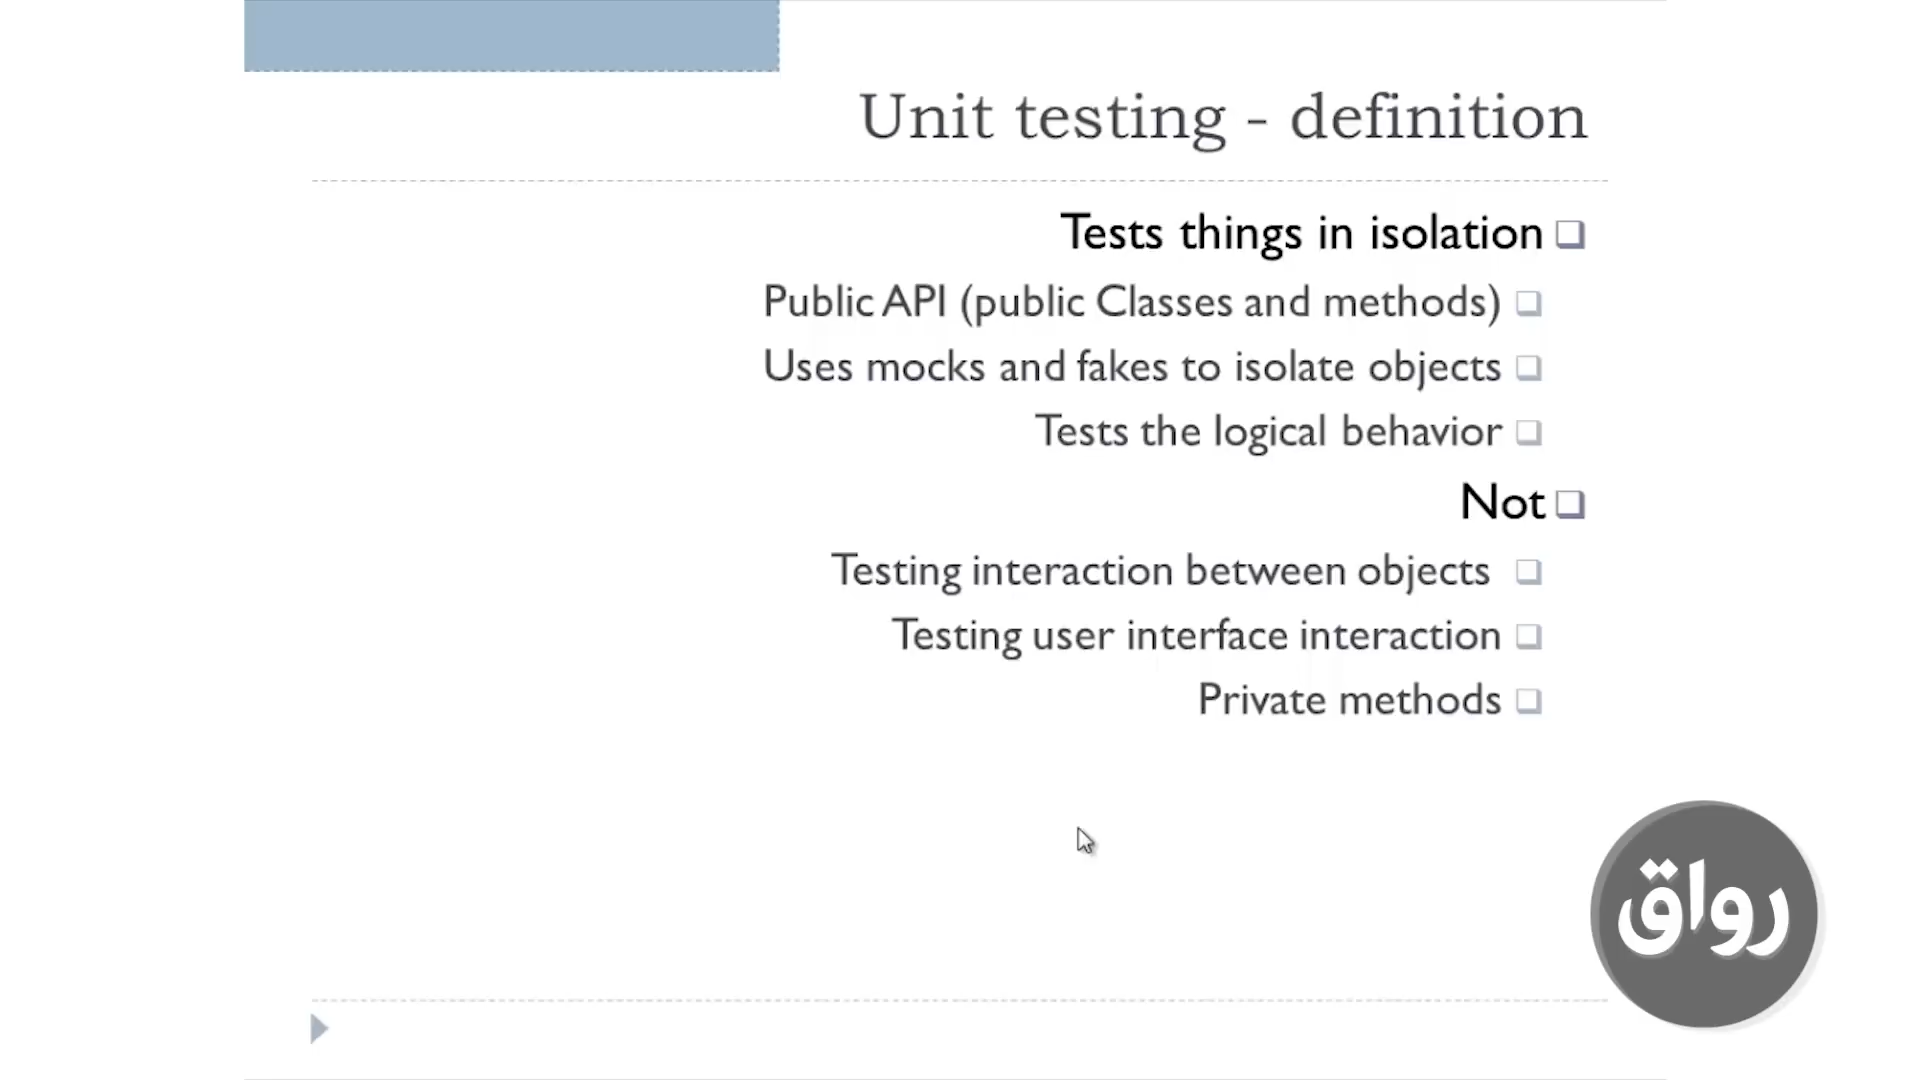 Unit testing - definition
Tests things in isolation
Public API (public Classes and methods)
Uses mocks and fakes to isolate objects
Tests the logical behavior
Not
Testing interaction between objects
Testing user interface interaction
Private methods
رواق